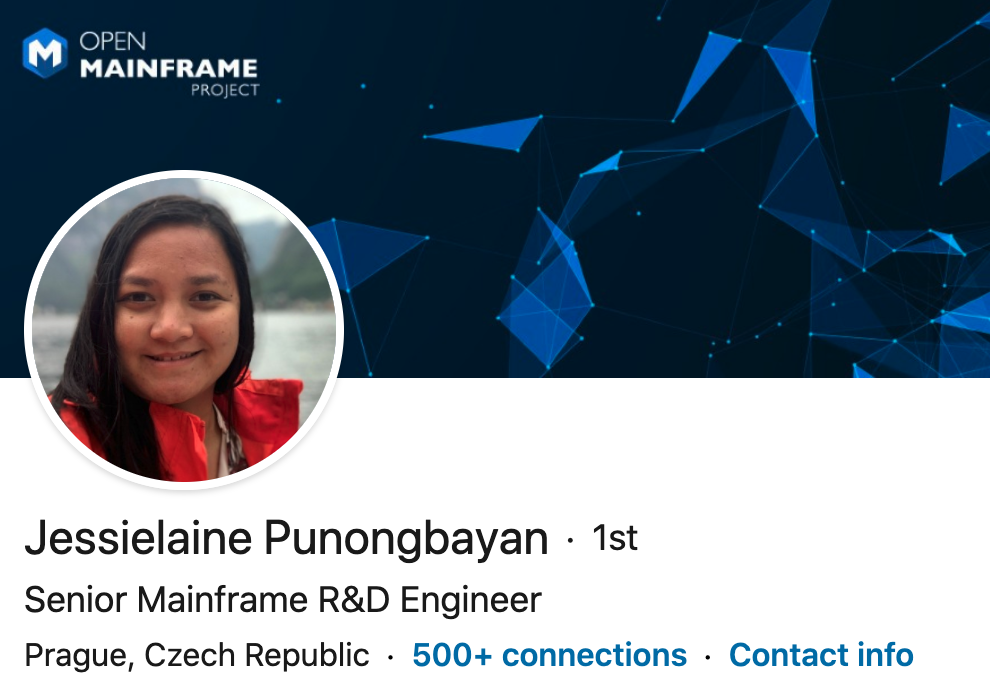 OPEN
MAINFRAME
PROJECT
Jessielaine Punongbayan · 1st
Senior Mainframe R&D Engineer
Prague, Czech Republic · 500+ connections · Contact info